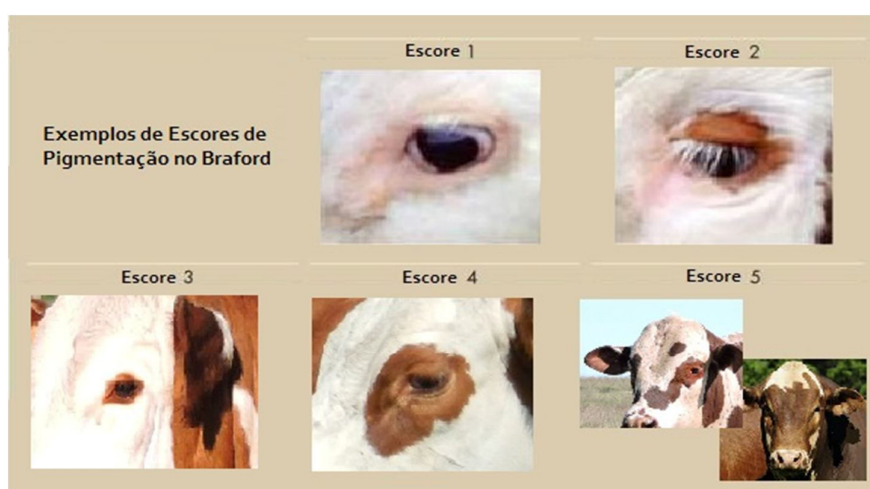 Exemplos de Escores de
Pigmentação no Braford
Escore 1
Escore 2
Escore 3
Escore 4
Escore 5